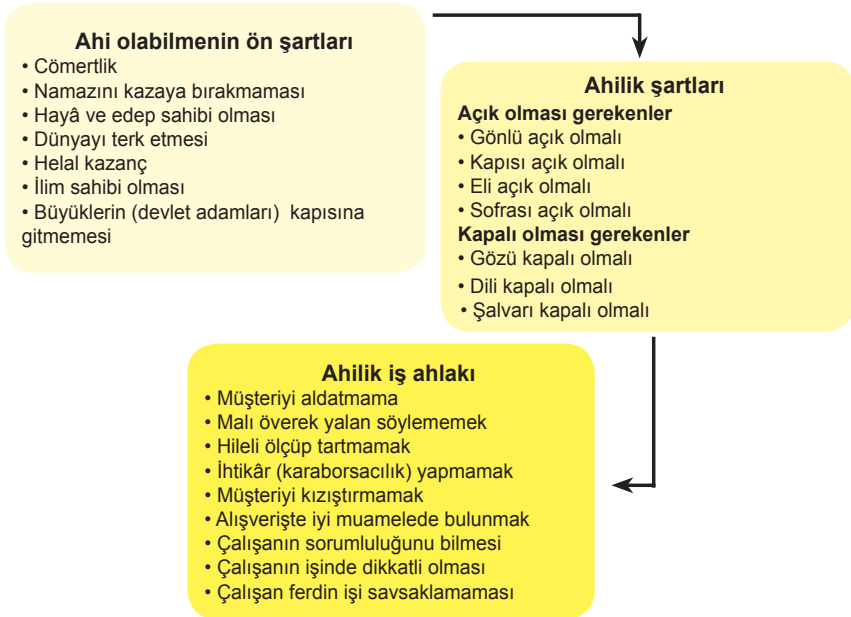 Ahi olabilmenin ön şartları
• Cömertlik
• Namazını kazaya bırakmaması
• Hayâ ve edep sahibi olması
• Dünyayı terk etmesi
• Helal kazanç
• İlim sahibi olması
• Büyüklerin (devlet adamları) kapısına
gitmemesi
Ahilik şartları
Açık olması gerekenler
• Gönlü açık olmalı
• Kapısı açık olmalı
• Eli açık olmalı
• Sofrası açık olmalı
Kapalı olması gerekenler
• Gözü kapalı olmalı
• Dili kapalı olmalı
• Şalvarı kapalı olmalı
Ahilik iş ahlakı
• Müşteriyi aldatmama
• Malı överek yalan söylememek
• Hileli ölçüp tartmamak
• İhtikâr (karaborsacılık) yapmamak
• Müşteriyi kızıştırmamak
• Alışverişte iyi muamelede bulunmak
• Çalışanın sorumluluğunu bilmesi
• Çalışanın işinde dikkatli olması
• Çalışan ferdin işi savsaklamaması